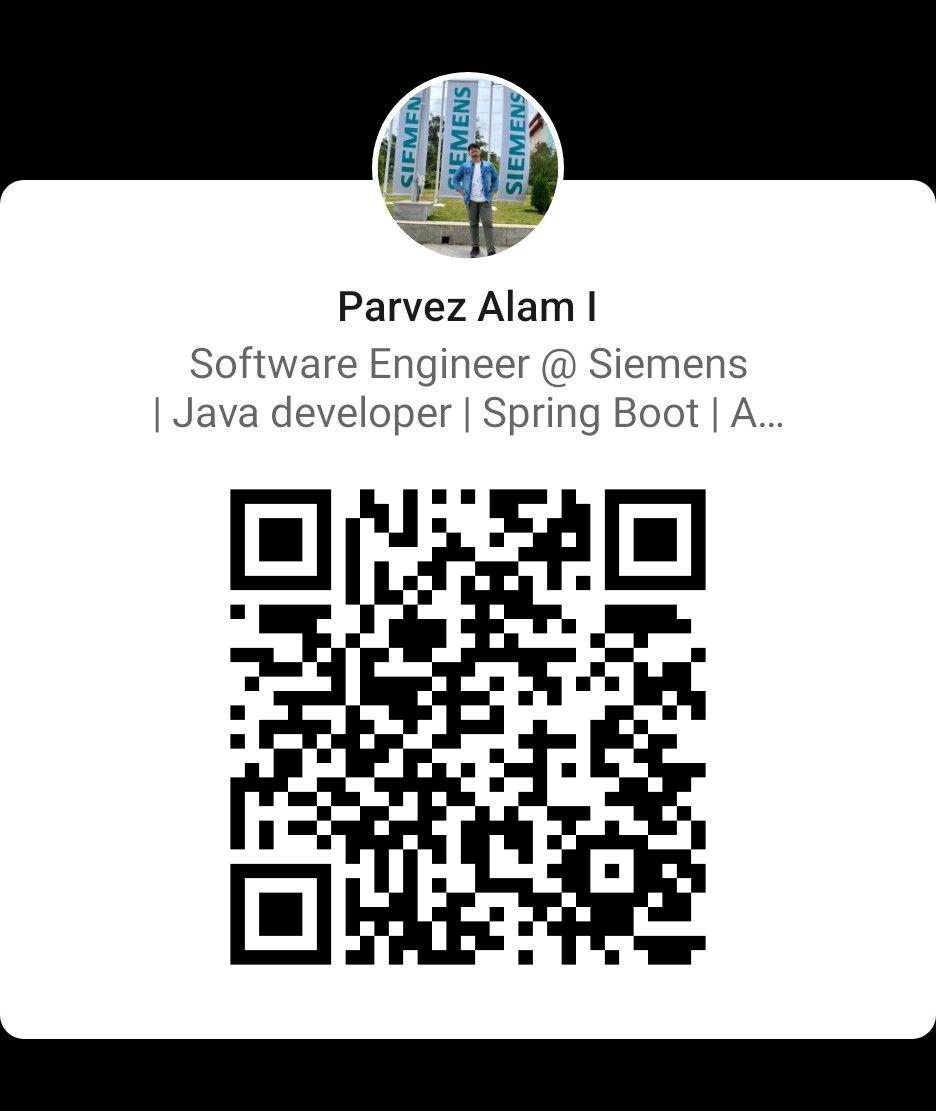 SIEMENS
SIEMENS
SIEMENS
Parvez Alam I
Software Engineer @ Siemens
| Java developer | Spring Boot | A...